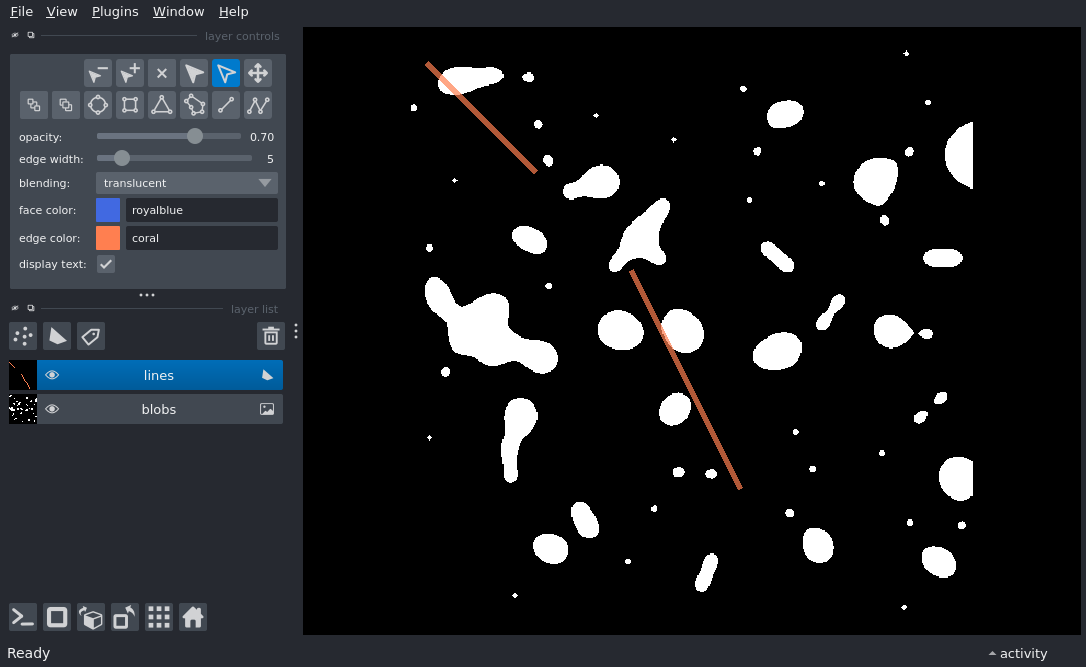 File View Plugins Window Help
layer controls
opacity: 0.70
edge width: 5
blending: translucent
face color: royalblue
edge color: coral
display text:
layer list
lines
blobs
Ready
activity